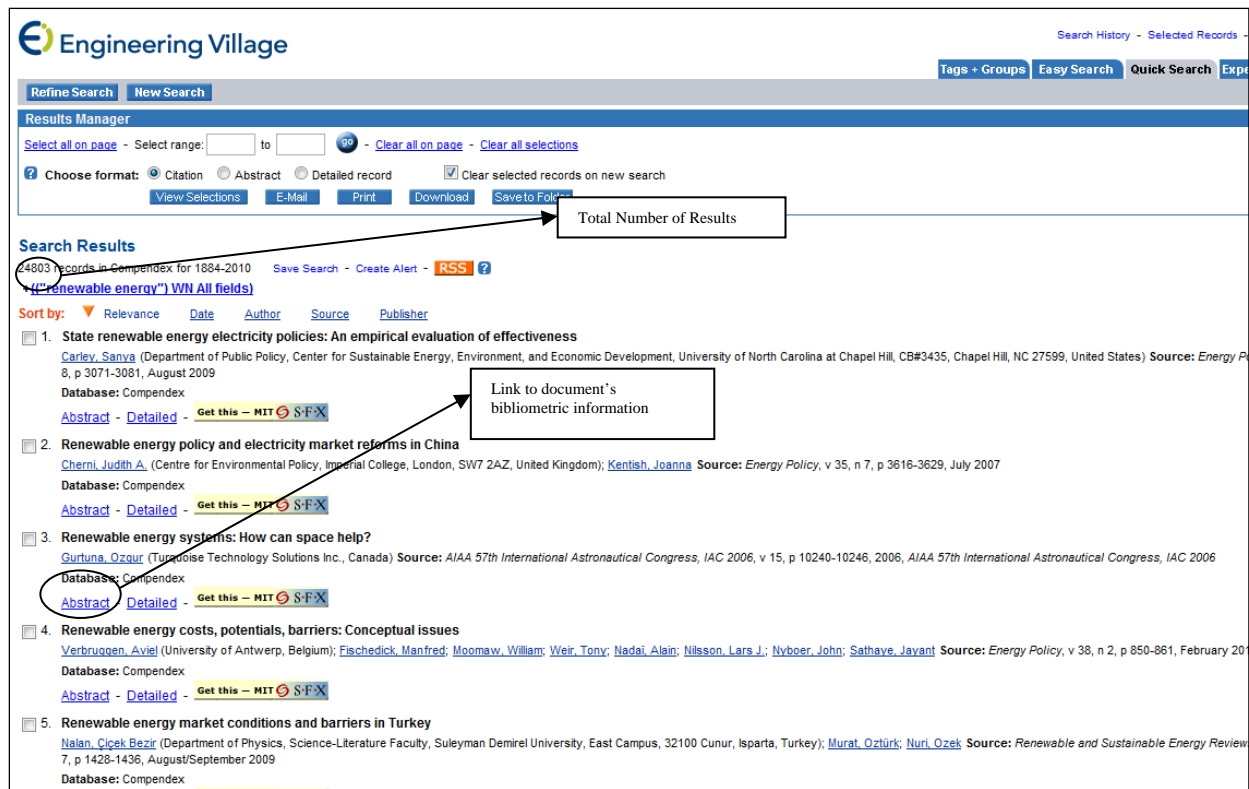 Engineering Village
Search History - Selected Records -
Tags + Groups Easy Search Quick Search Expe
Refine Search New Search
Results Manager
Select all on page - Select range: to go - Clear all on page - Clear all selections
? Choose format: Citation Abstract Detailed record Clear selected records on new search
View Selections E-Mail Print Download Save to Folder
Total Number of Results
Search Results
24803 records in Compendex for 1884-2010 Save Search - Create Alert - RSS ?
+(("renewable energy") WN All fields)
Sort by: Relevance Date Author Source Publisher
1. State renewable energy electricity policies: An empirical evaluation of effectiveness
Carley, Sanya (Department of Public Policy, Center for Sustainable Energy, Environment, and Economic Development, University of North Carolina at Chapel Hill, CB#3435, Chapel Hill, NC 27599, United States) Source: Energy Po
8, p 3071-3081, August 2009
Database: Compendex
Abstract - Detailed - Get this — MIT S·F·X
Link to document's
bibliometric information
2. Renewable energy policy and electricity market reforms in China
Cherni, Judith A. (Centre for Environmental Policy, Imperial College, London, SW7 2AZ, United Kingdom); Kentish, Joanna Source: Energy Policy, v 35, n 7, p 3616-3629, July 2007
Database: Compendex
Abstract - Detailed - Get this — MIT S·F·X
3. Renewable energy systems: How can space help?
Gurtuna, Ozgur (Turquoise Technology Solutions Inc., Canada) Source: AIAA 57th International Astronautical Congress, IAC 2006, v 15, p 10240-10246, 2006, AIAA 57th International Astronautical Congress, IAC 2006
Database: Compendex
Abstract - Detailed - Get this — MIT S·F·X
4. Renewable energy costs, potentials, barriers: Conceptual issues
Verbruggen, Aviel (University of Antwerp, Belgium); Fischedick, Manfred; Moomaw, William; Weir, Tony; Nadaï, Alain; Nilsson, Lars J.; Nyboer, John; Sathaye, Jayant Source: Energy Policy, v 38, n 2, p 850-861, February 201
Database: Compendex
Abstract - Detailed - Get this — MIT S·F·X
5. Renewable energy market conditions and barriers in Turkey
Nalan, Çiçek Bezir (Department of Physics, Science-Literature Faculty, Suleyman Demirel University, East Campus, 32100 Cunur, Isparta, Turkey); Murat, Oztürk; Nuri, Ozek Source: Renewable and Sustainable Energy Review
7, p 1428-1436, August/September 2009
Database: Compendex